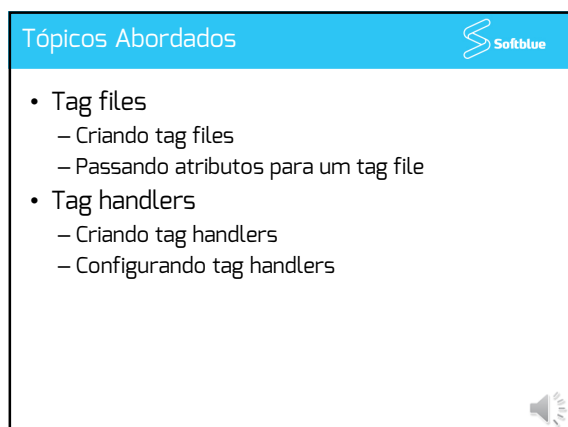 Tópicos Abordados
Softblue
• Tag files
– Criando tag files
– Passando atributos para um tag file
• Tag handlers
– Criando tag handlers
– Configurando tag handlers